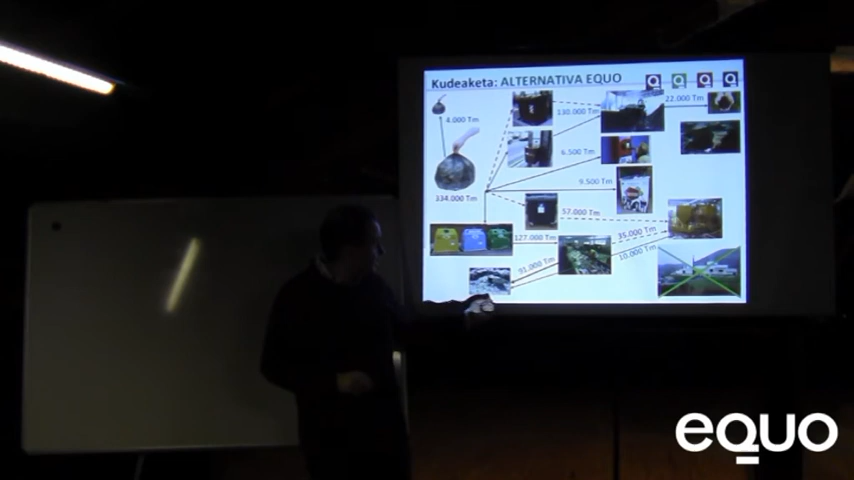 Kudeaketa: ALTERNATIVA EQUO
22.000 Tm
4.000 Tm
130.000 Tm
6.500 Tm
9.500 Tm
334.000 Tm
57.000 Tm
127.000 Tm
35.000 Tm
10.000 Tm
91.000 Tm
equo